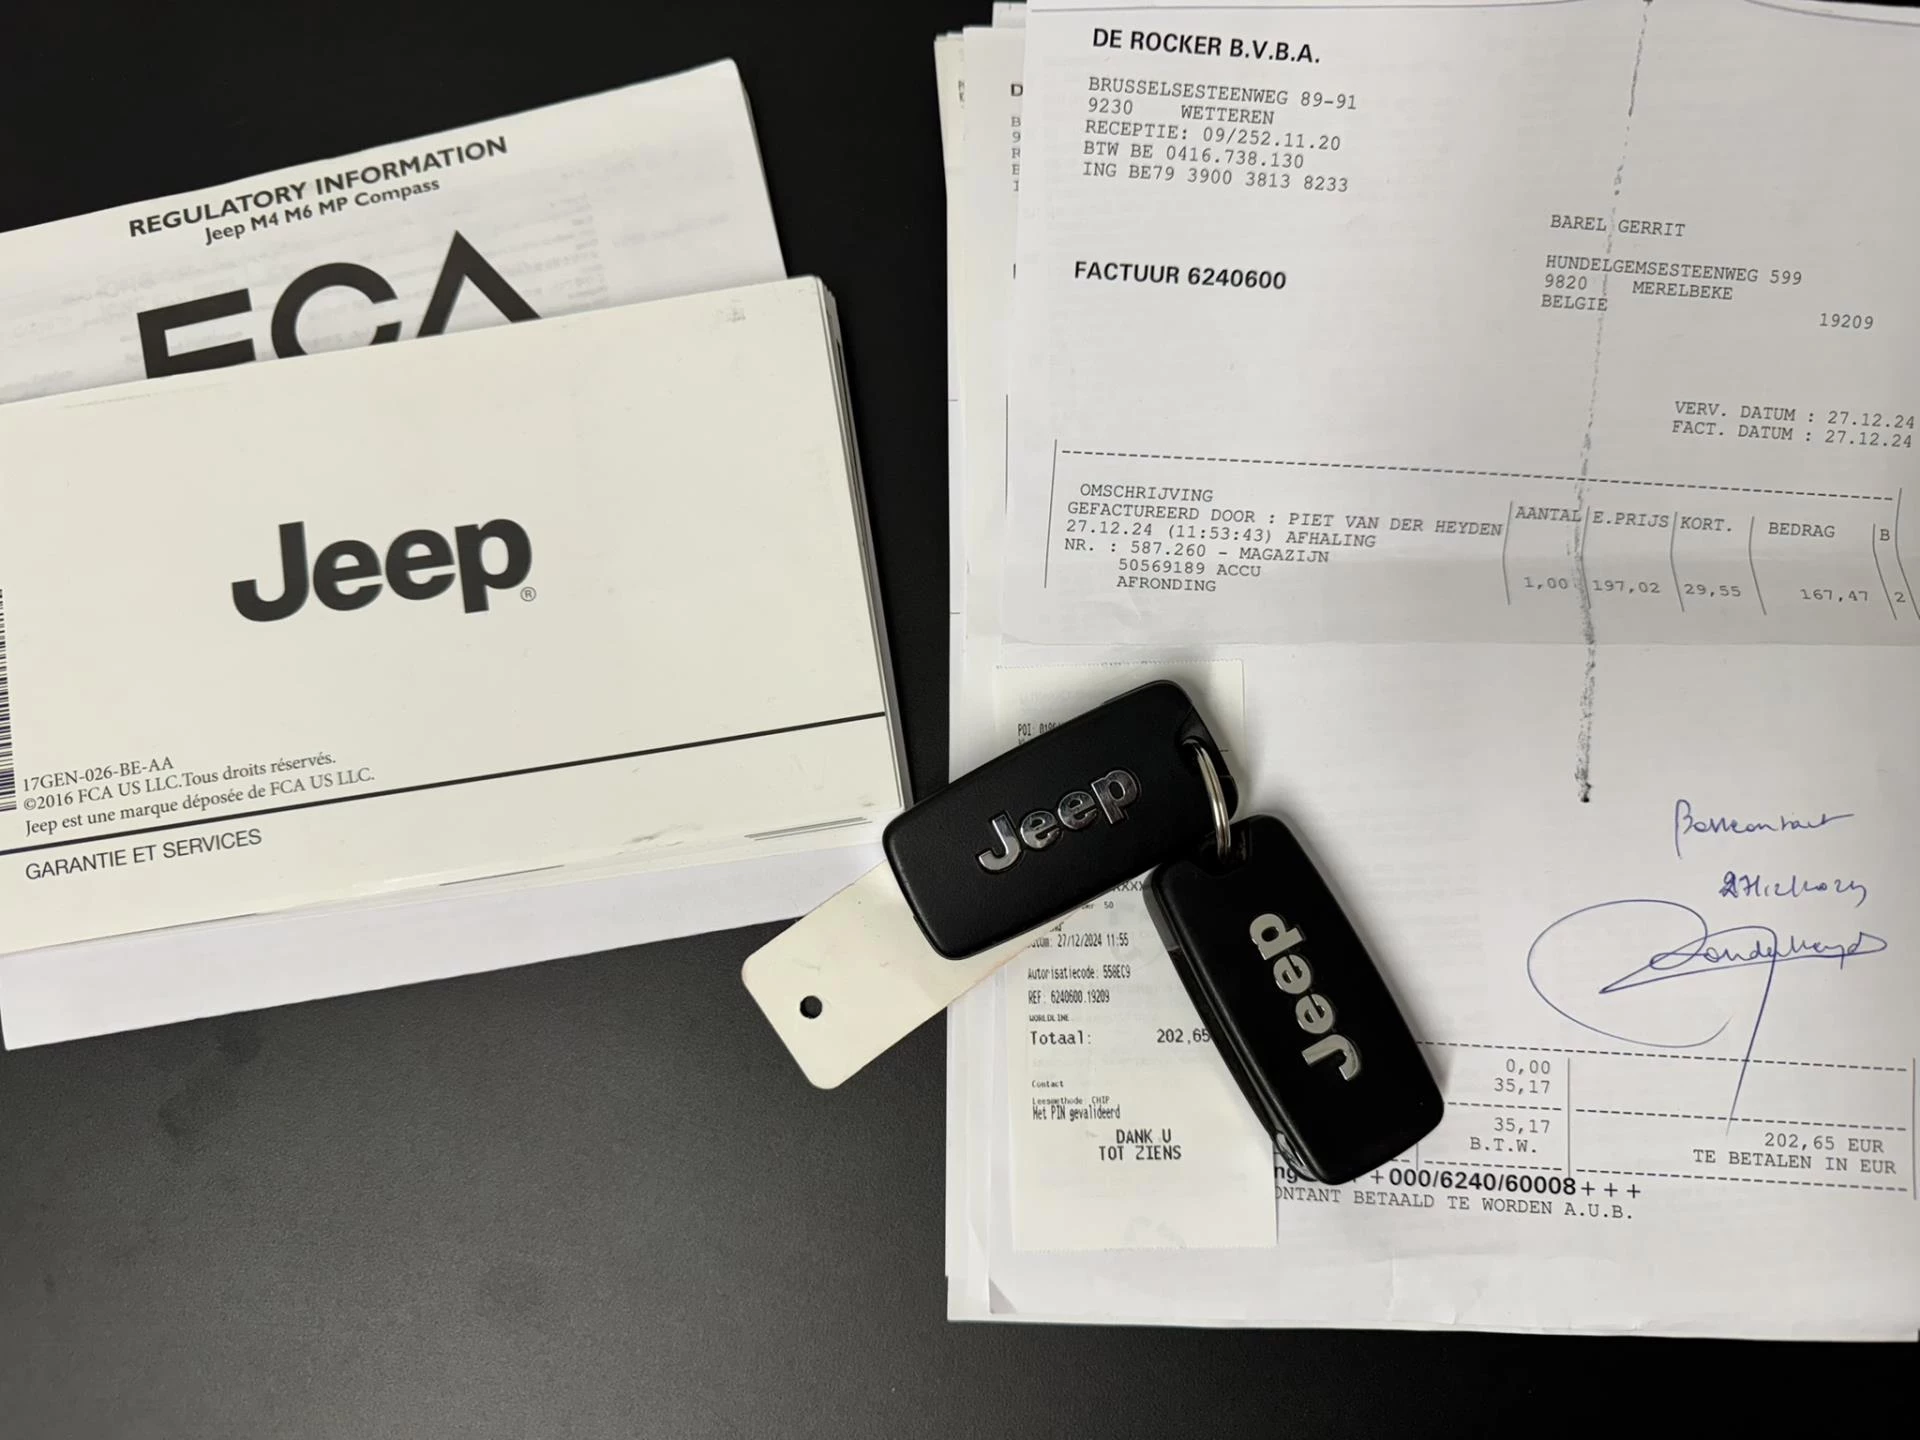 REGULATORY INFORMATION
Jeep M4 M6 MP Compass
FCA
Jeep®
17GEN-026-BE-AA
©2016 FCA US LLC.Tous droits réservés.
Jeep est une marque déposée de FCA US LLC.
GARANTIE ET SERVICES
DE ROCKER B.V.B.A.
BRUSSELSESTEENWEG 89-91
9230 WETTEREN
RECEPTIE: 09/252.11.20
BTW BE 0416.738.130
ING BE79 3900 3813 8233
BAREL GERRIT
HUNDELGEMSESTEENWEG 599
9820 MERELBEKE
BELGIE
19209
FACTUUR 6240600
VERV. DATUM : 27.12.24
FACT. DATUM : 27.12.24
OMSCHRIJVING AANTAL E.PRIJS KORT. BEDRAG B
GEFACTUREERD DOOR : PIET VAN DER HEYDEN
27.12.24 (11:53:43) AFHALING
NR. : 587.260 - MAGAZIJN
50569189 ACCU 1,00 197,02 29,55 167,47 2
AFRONDING
Jeep
Jeep
POI:
27/12/2024 11:55
Autorisatiecode: 558EC9
REF: 6240600.19209
WORLDLINE
Totaal: 202,65
Contact
Leesmethode CHIP
Met PIN gevalideerd
DANK U
TOT ZIENS
0,00
35,17
35,17
B.T.W.
202,65 EUR
TE BETALEN IN EUR
+000/6240/60008+++
BETAALD TE WORDEN A.U.B.